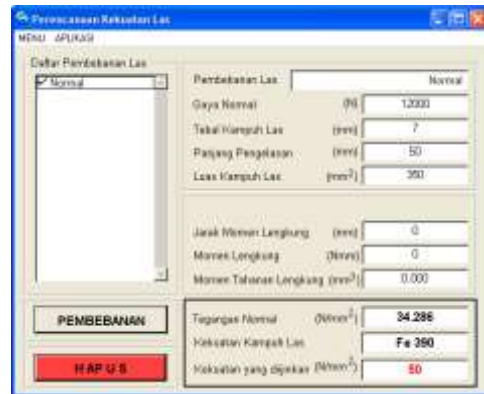 Perencanaan Kekuatan Las
MENU APLIKASI
Daftar Pembebanan Las
Normal
Pembebanan Las Normal
Gaya Normal (N) 12000
Tebal Kampuh Las (mm) 7
Panjang Pengelasan (mm) 50
Luas Kampuh Las (mm²) 350
Jarak Momen Lengkung (mm) 0
Momen Lengkung (Nmm) 0
Momen Tahanan Lengkung (mm³) 0.000
PEMBEBANAN
HAPUS
Tegangan Normal (N/mm²) 34.286
Kekuatan Kampuh Las Fe 390
Kekuatan yang diijinkan (N/mm²) 50